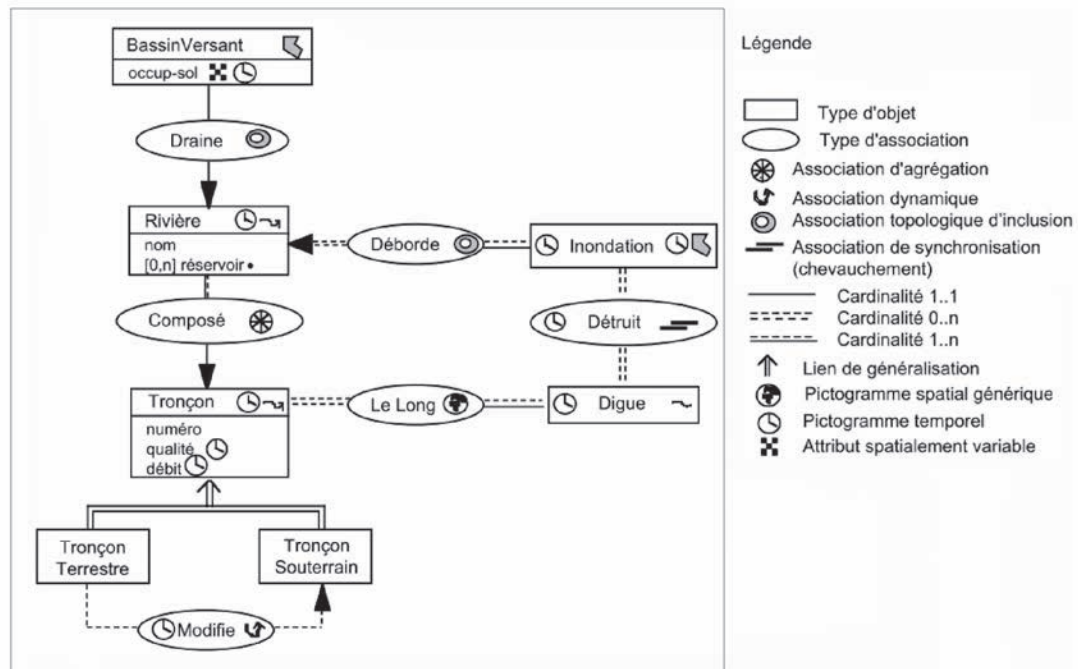 BassinVersant
occup-sol
Draine
Rivière
nom
[0,n] réservoir •
Déborde
Inondation
Composé
Détruit
Tronçon
numéro
qualité
débit
Le Long
Digue
Tronçon
Terrestre
Tronçon
Souterrain
Modifie
Légende
Type d'objet
Type d'association
Association d'agrégation
Association dynamique
Association topologique d'inclusion
Association de synchronisation
(chevauchement)
Cardinalité 1..1
Cardinalité 0..n
Cardinalité 1..n
Lien de généralisation
Pictogramme spatial générique
Pictogramme temporel
Attribut spatialement variable